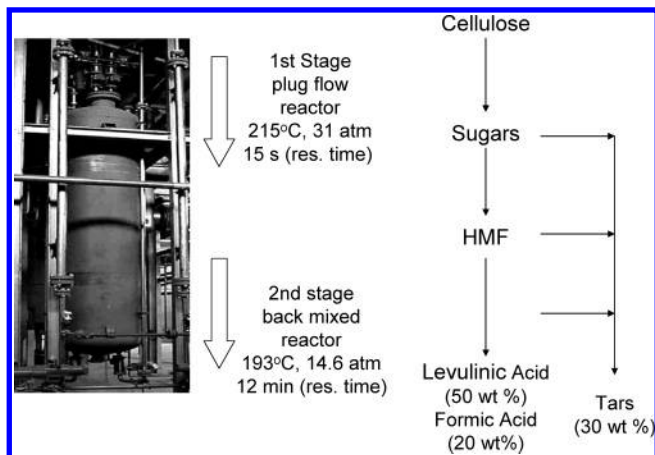 1st Stage
plug flow
reactor
215°C, 31 atm
15 s (res. time)
2nd stage
back mixed
reactor
193°C, 14.6 atm
12 min (res. time)
Cellulose
Sugars
HMF
Levulinic Acid
(50 wt %)
Formic Acid
(20 wt%)
Tars
(30 wt %)